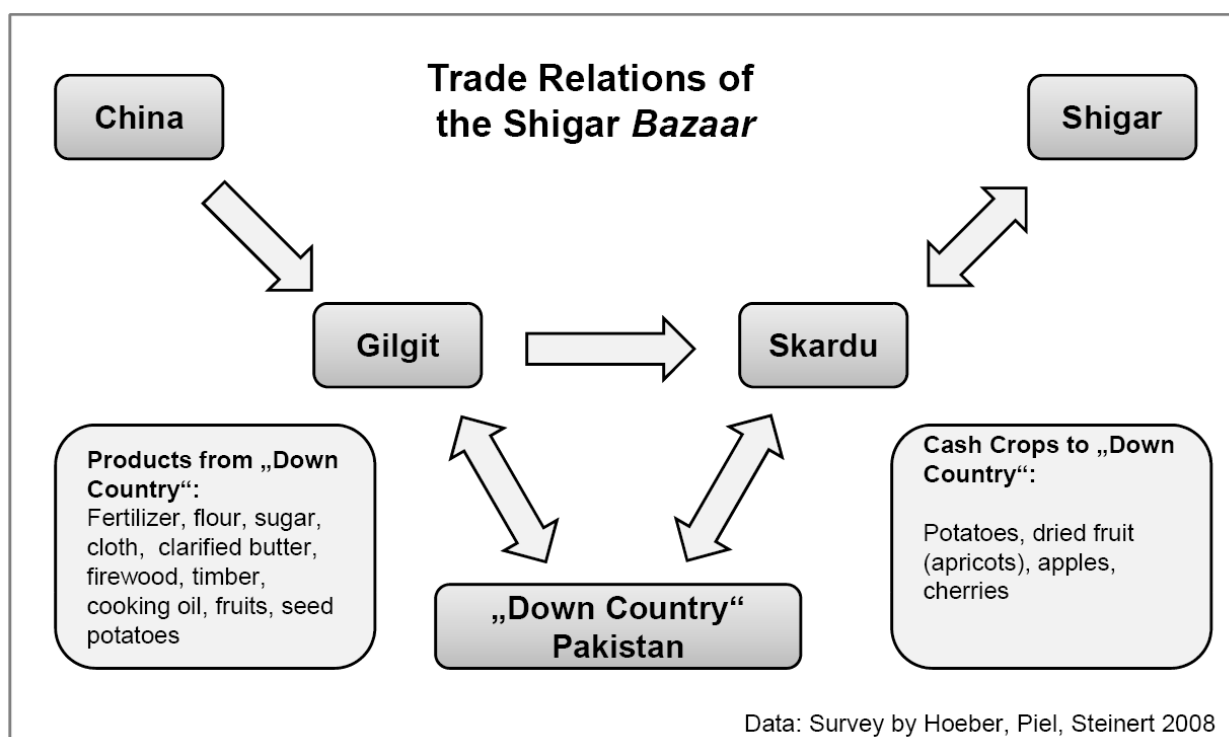 Trade Relations of
the Shigar Bazaar
China
Shigar
Gilgit
Skardu
Products from „Down
Country“:
Fertilizer, flour, sugar,
cloth, clarified butter,
firewood, timber,
cooking oil, fruits, seed
potatoes
Cash Crops to „Down
Country“:
Potatoes, dried fruit
(apricots), apples,
cherries
„Down Country“
Pakistan
Data: Survey by Hoeber, Piel, Steinert 2008